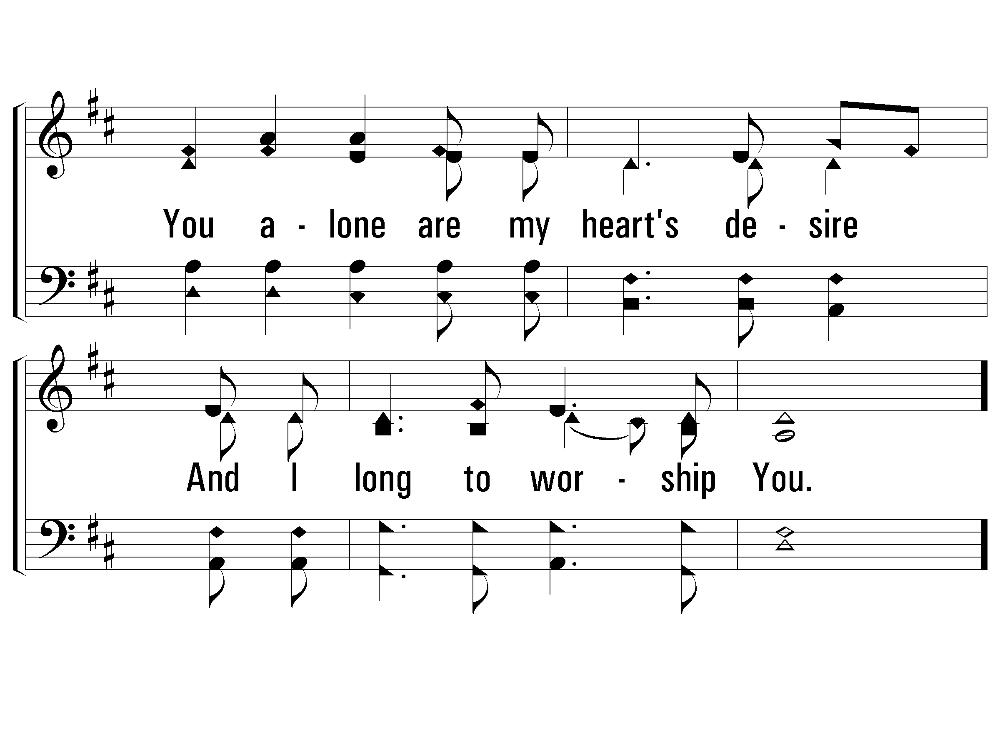 You a - lone are my heart's de - sire
And I long to wor - ship You.